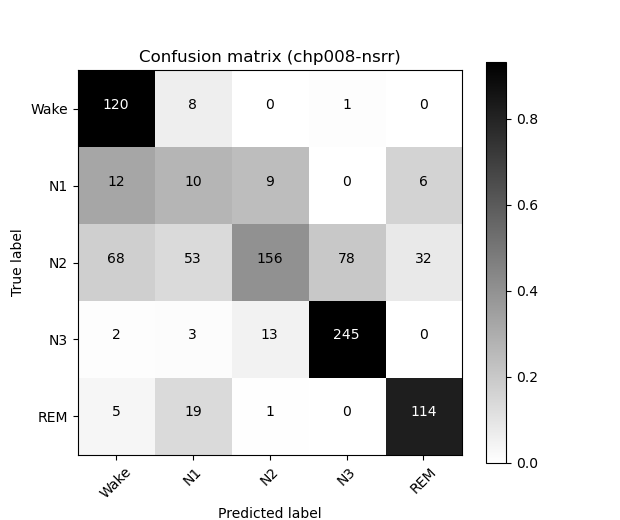 Confusion matrix (chp008-nsrr)
True label
Wake 120 8 0 1 0
N1 12 10 9 0 6
N2 68 53 156 78 32
N3 2 3 13 245 0
REM 5 19 1 0 114
Wake N1 N2 N3 REM
Predicted label
0.8
0.6
0.4
0.2
0.0